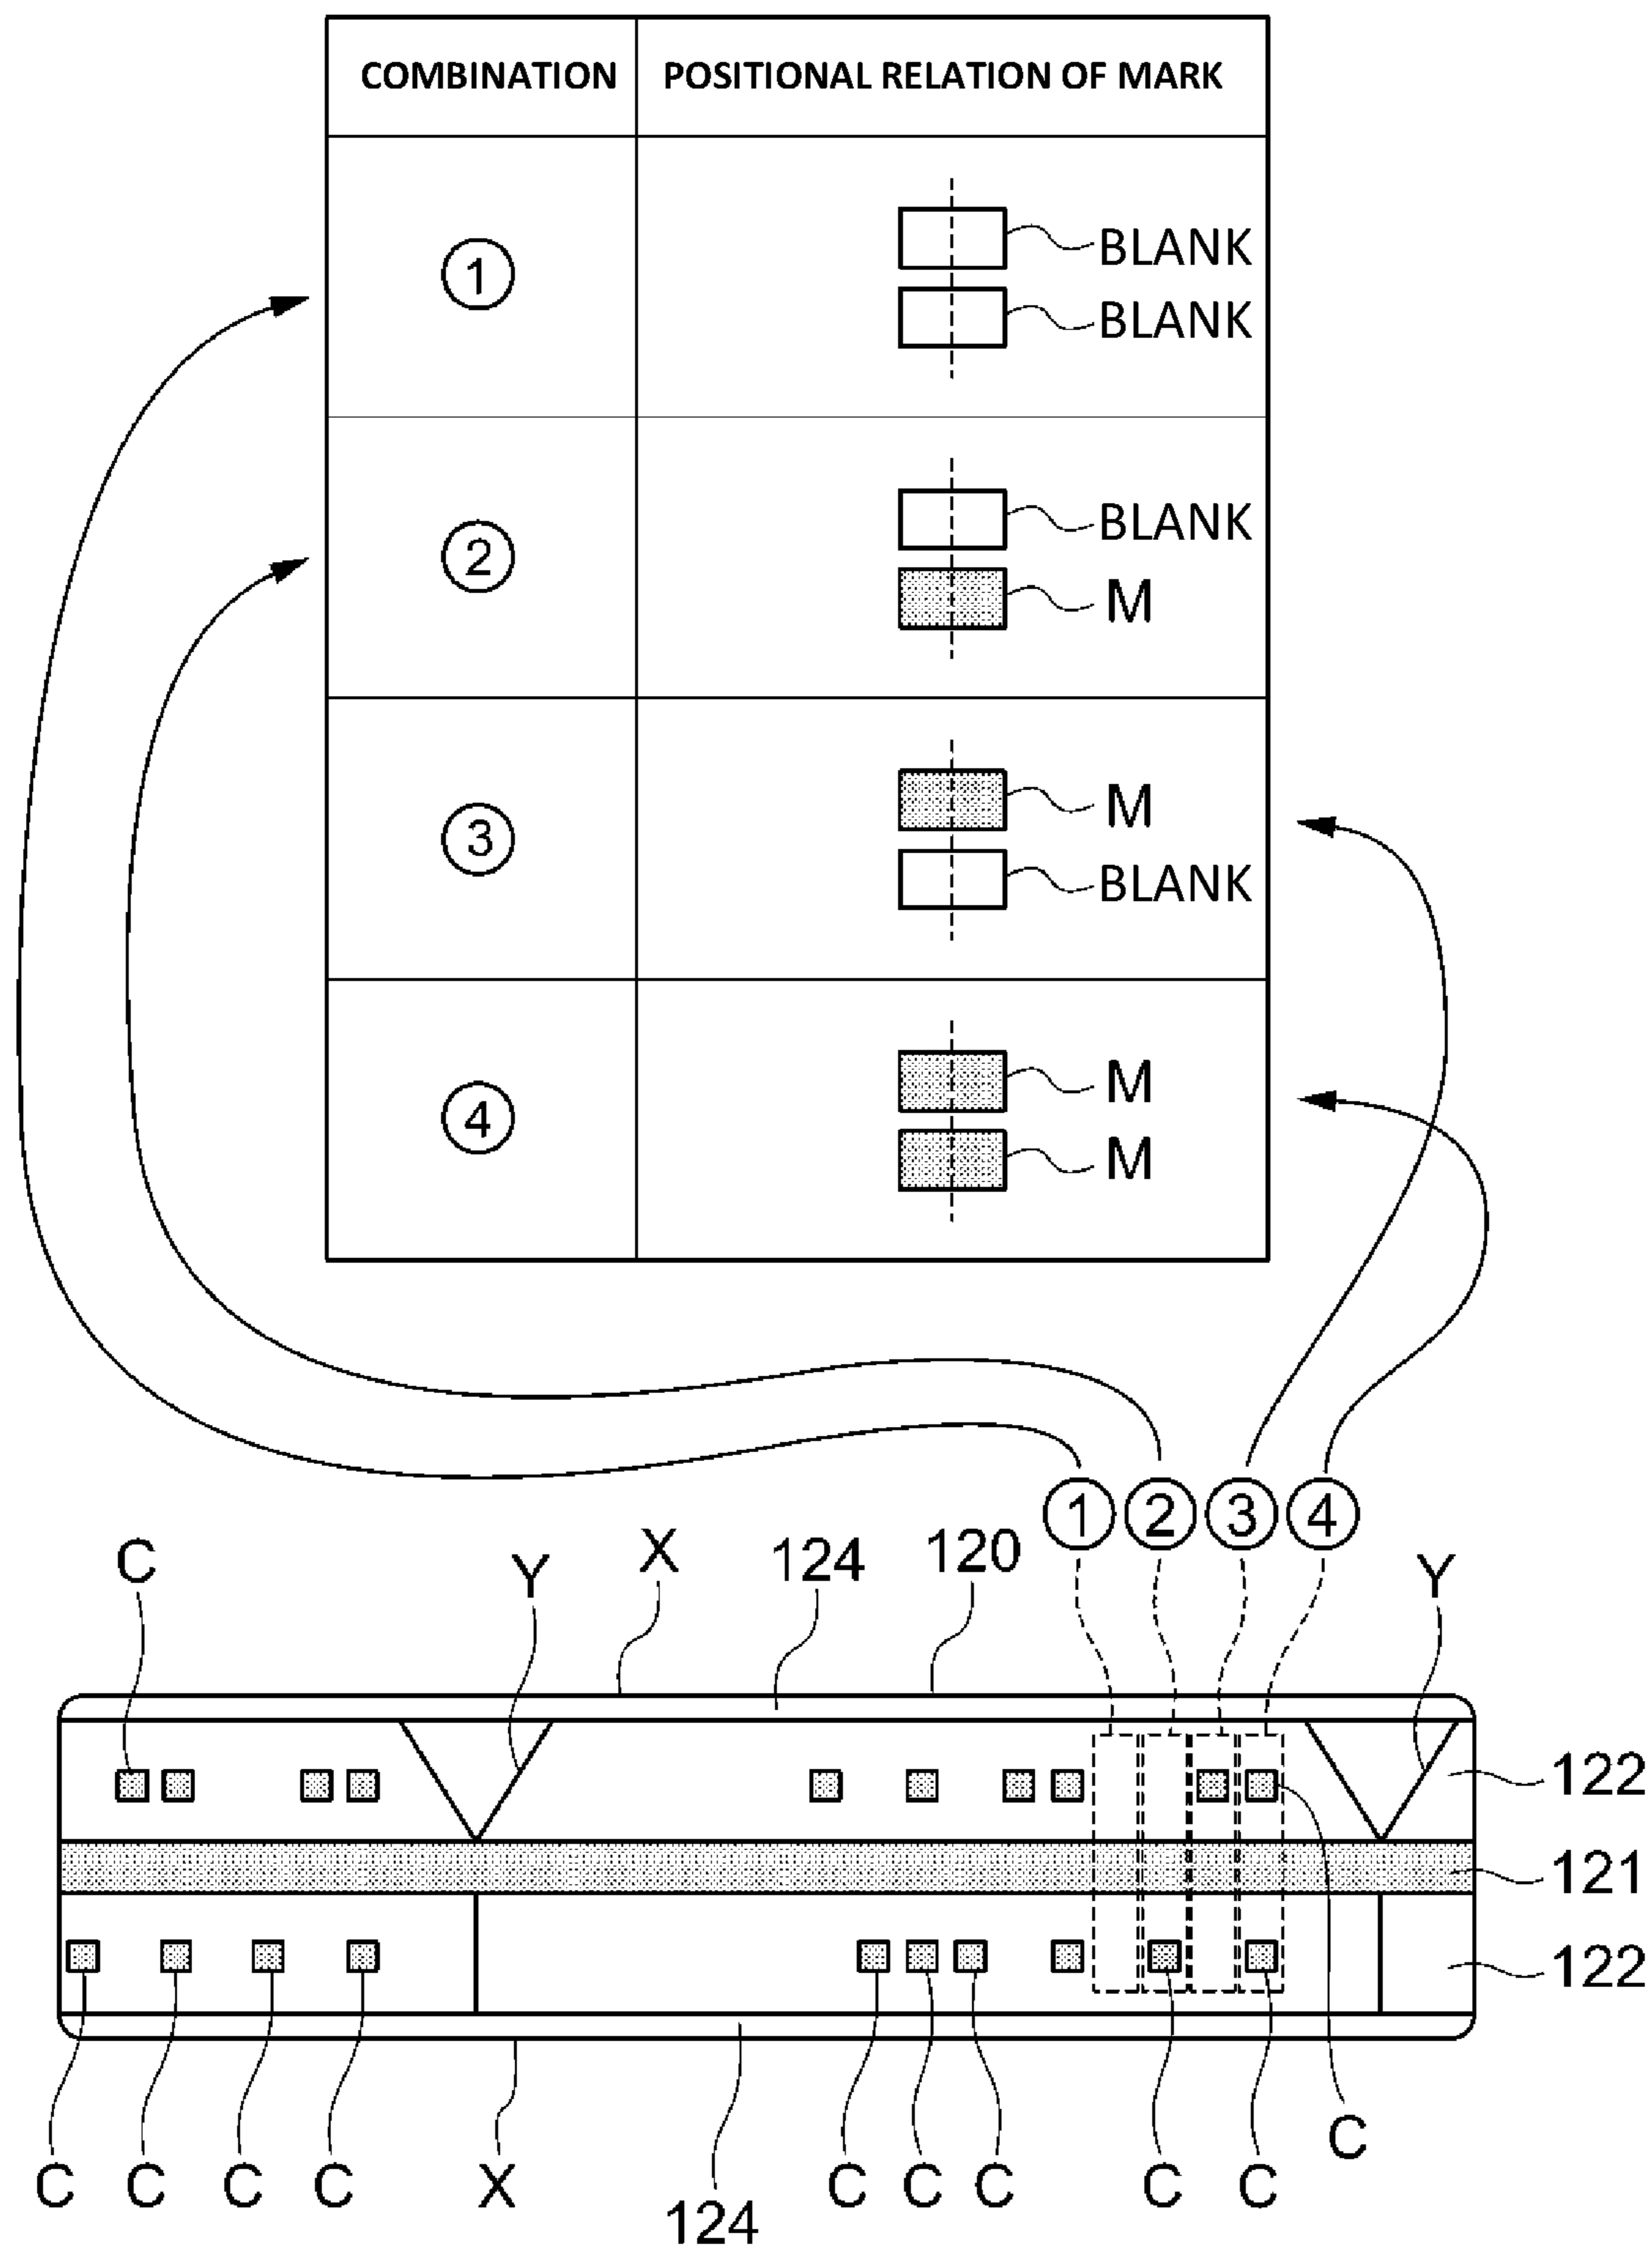 COMBINATION POSITIONAL RELATION OF MARK
① BLANK
BLANK
② BLANK
M
③ M
BLANK
④ M
M
① ② ③ ④
C Y X 124 120 Y
122
121
122
C
C C C C X C C C C C
124